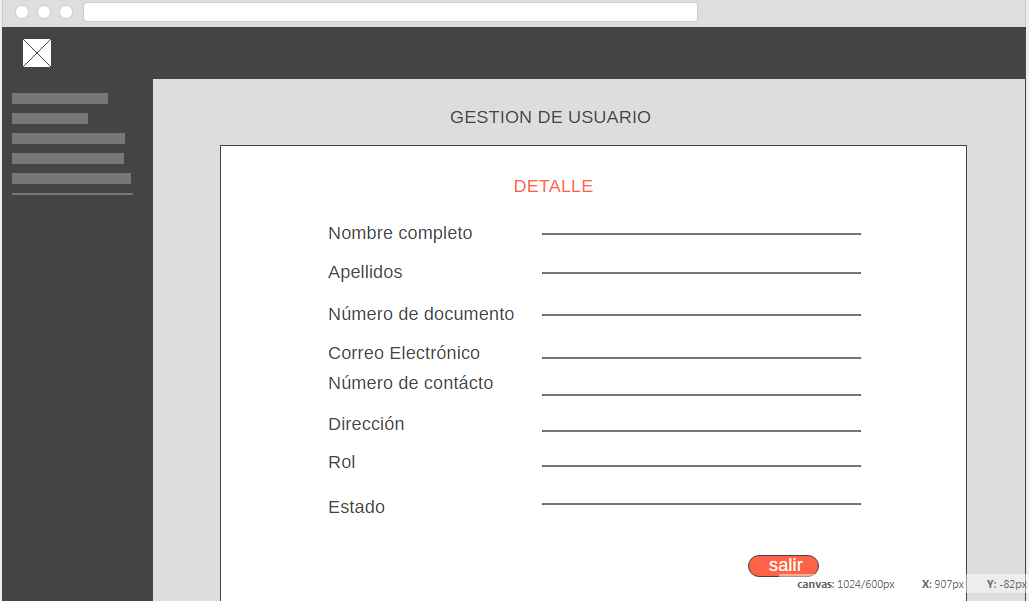 GESTION DE USUARIO
DETALLE
Nombre completo
Apellidos
Número de documento
Correo Electrónico
Número de contácto
Dirección
Rol
Estado
salir
canvas: 1024/600px X: 907px Y: -82px